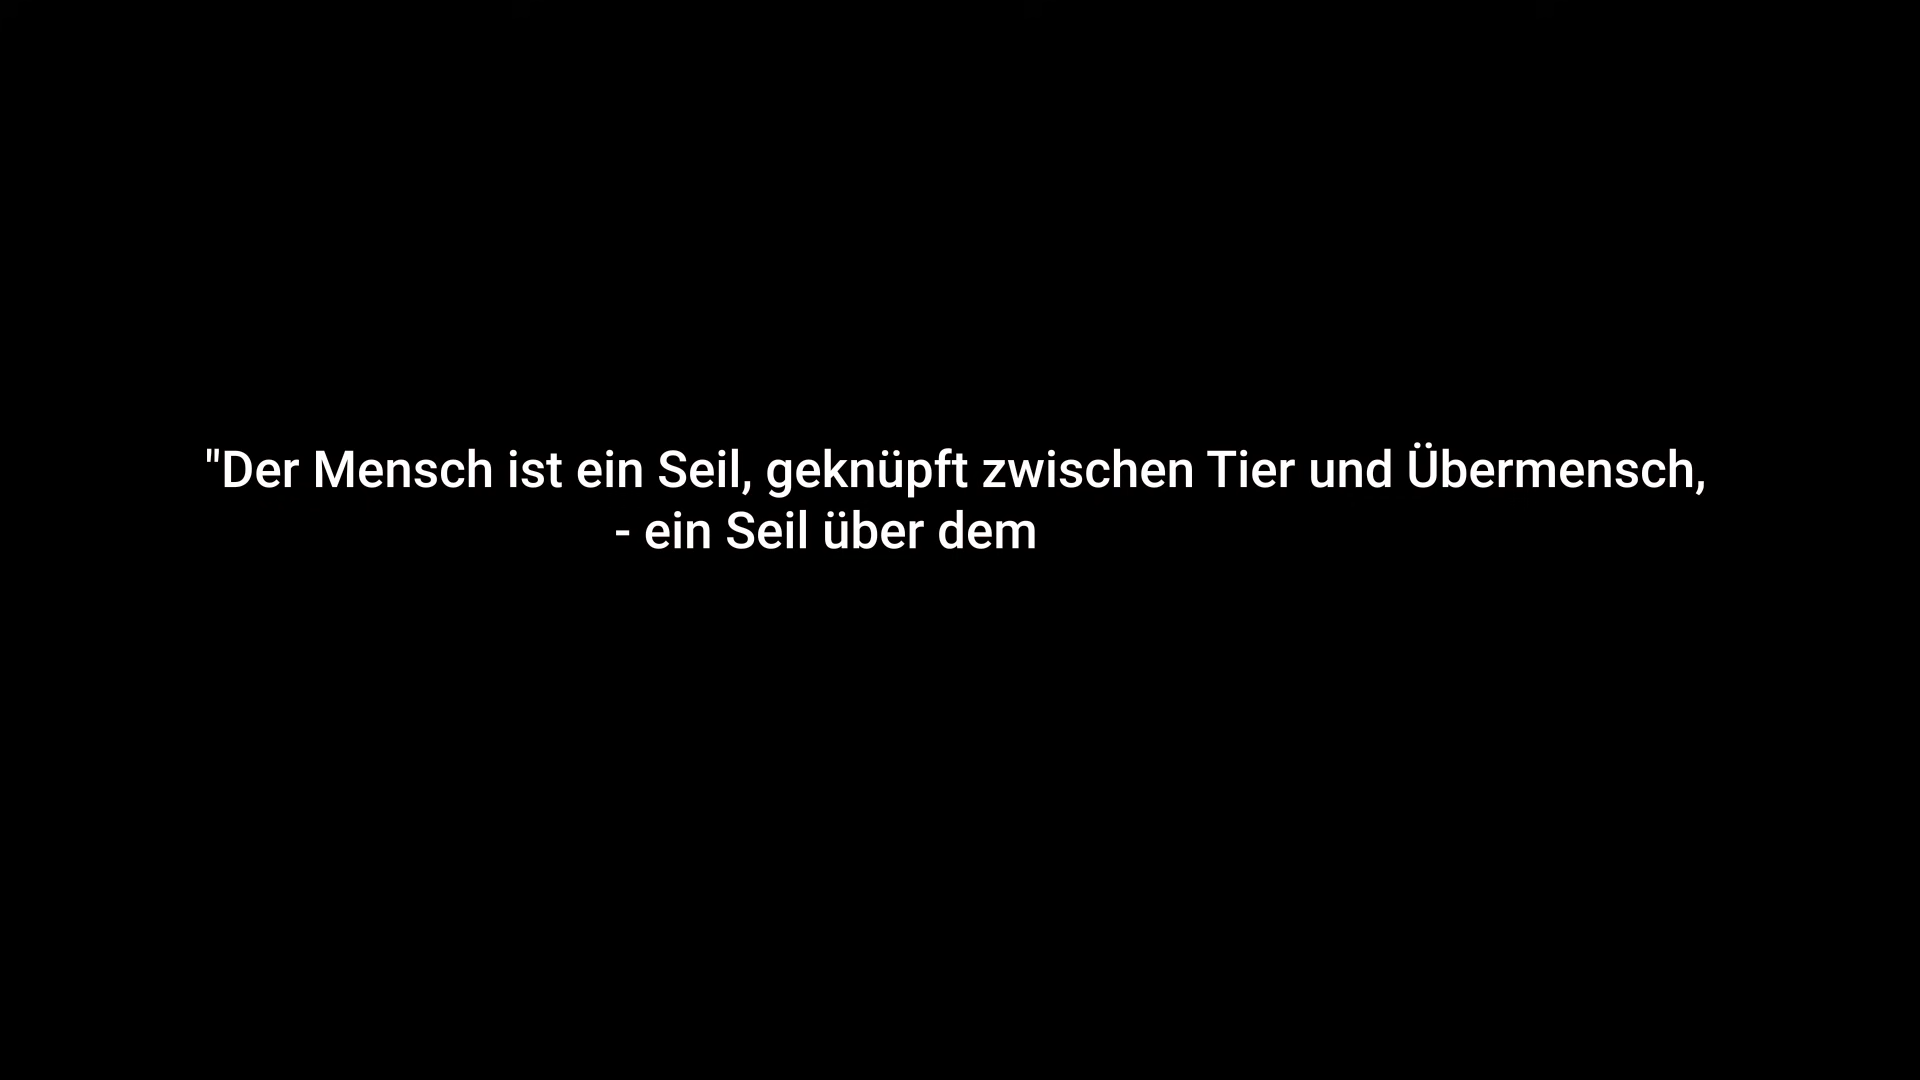 "Der Mensch ist ein Seil, geknüpft zwischen Tier und Übermensch,
- ein Seil über dem